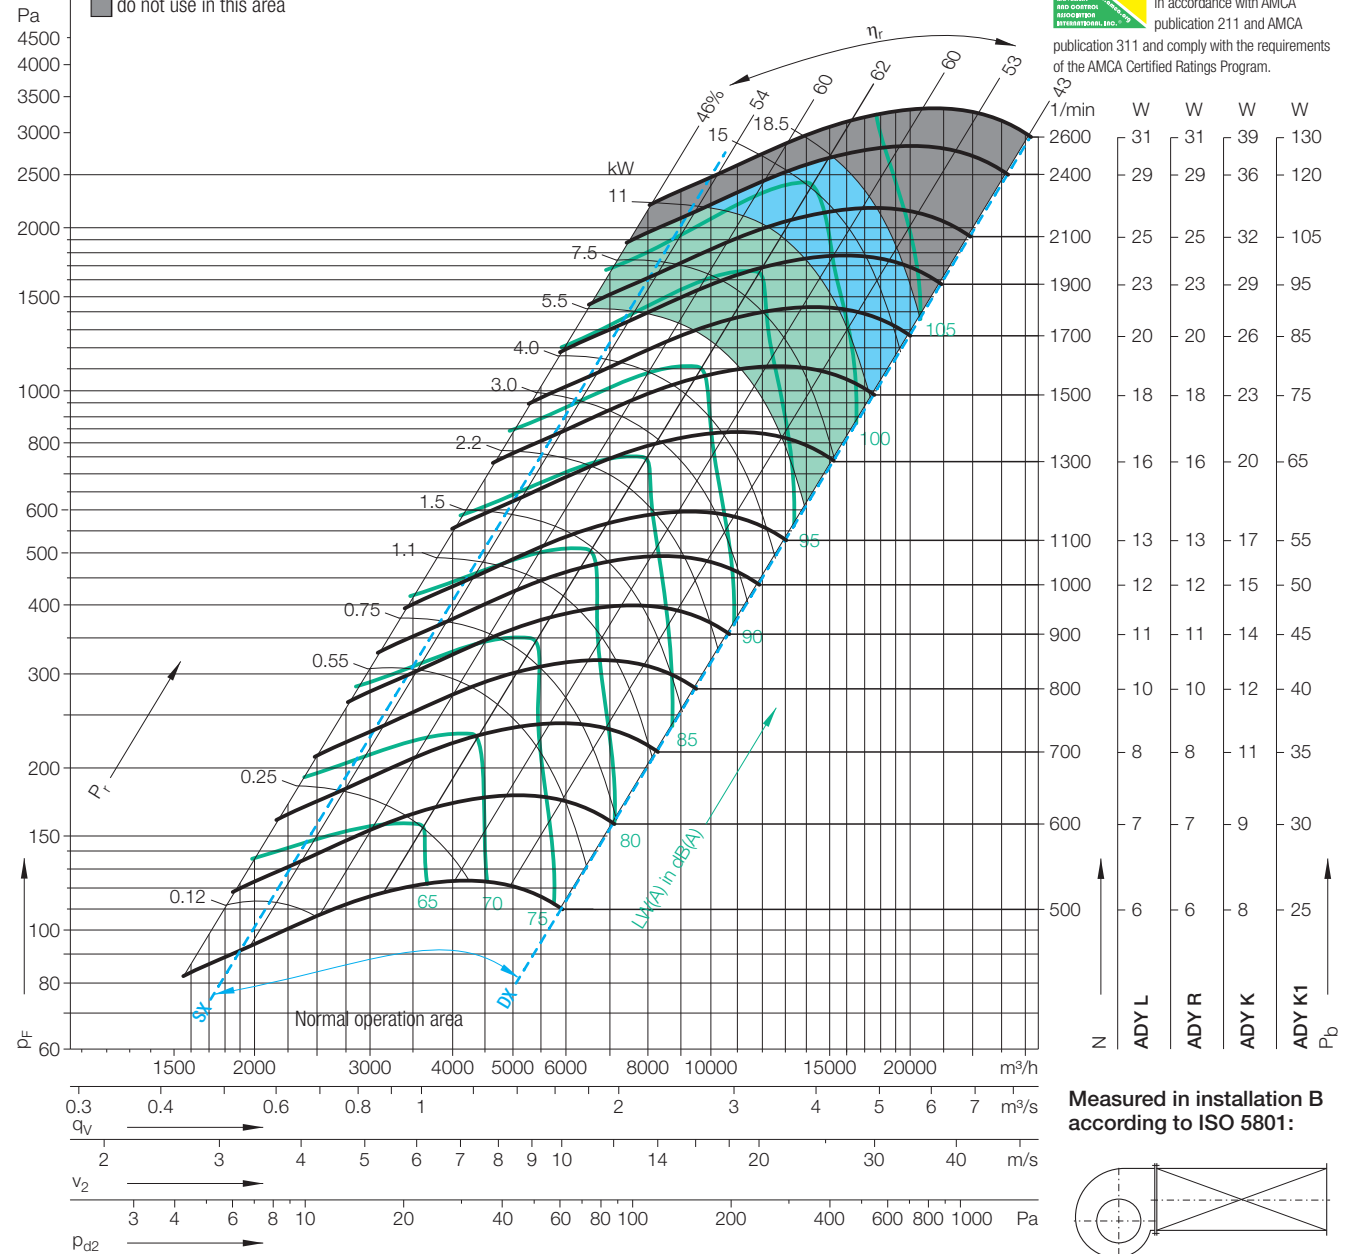 do not use in this area
Pa
4500
4000
3500
3000
2500
2000
1500
1000
800
600
500
400
300
200
150
100
80
60
pF
Pr
ηr
46%
54
60
62
60
53
43
kW
18.5
15
11
7.5
5.5
4.0
3.0
2.2
1.5
1.1
0.75
0.55
0.25
0.12
105
100
95
90
85
80
75
70
65
LW(A) in dB(A)
SX
DX
Normal operation area
AND CONTROL
ASSOCIATION
INTERNATIONAL, INC.®
in accordance with AMCA
publication 211 and AMCA
publication 311 and comply with the requirements
of the AMCA Certified Ratings Program.
1/min W W W W
2600 31 31 39 130
2400 29 29 36 120
2100 25 25 32 105
1900 23 23 29 95
1700 20 20 26 85
1500 18 18 23 75
1300 16 16 20 65
1100 13 13 17 55
1000 12 12 15 50
900 11 11 14 45
800 10 10 12 40
700 8 8 11 35
600 7 7 9 30
500 6 6 8 25
N ADY L ADY R ADY K ADY K1 Pb
1500 2000 3000 4000 5000 6000 8000 10000 15000 20000 m³/h
0.3 0.4 0.6 0.8 1 2 3 4 5 6 7 m³/s
qV
2 3 4 5 6 7 8 9 10 14 20 30 40 m/s
v2
3 4 6 8 10 20 40 60 80 100 200 400 600 800 1000 Pa
pd2
Measured in installation B
according to ISO 5801: